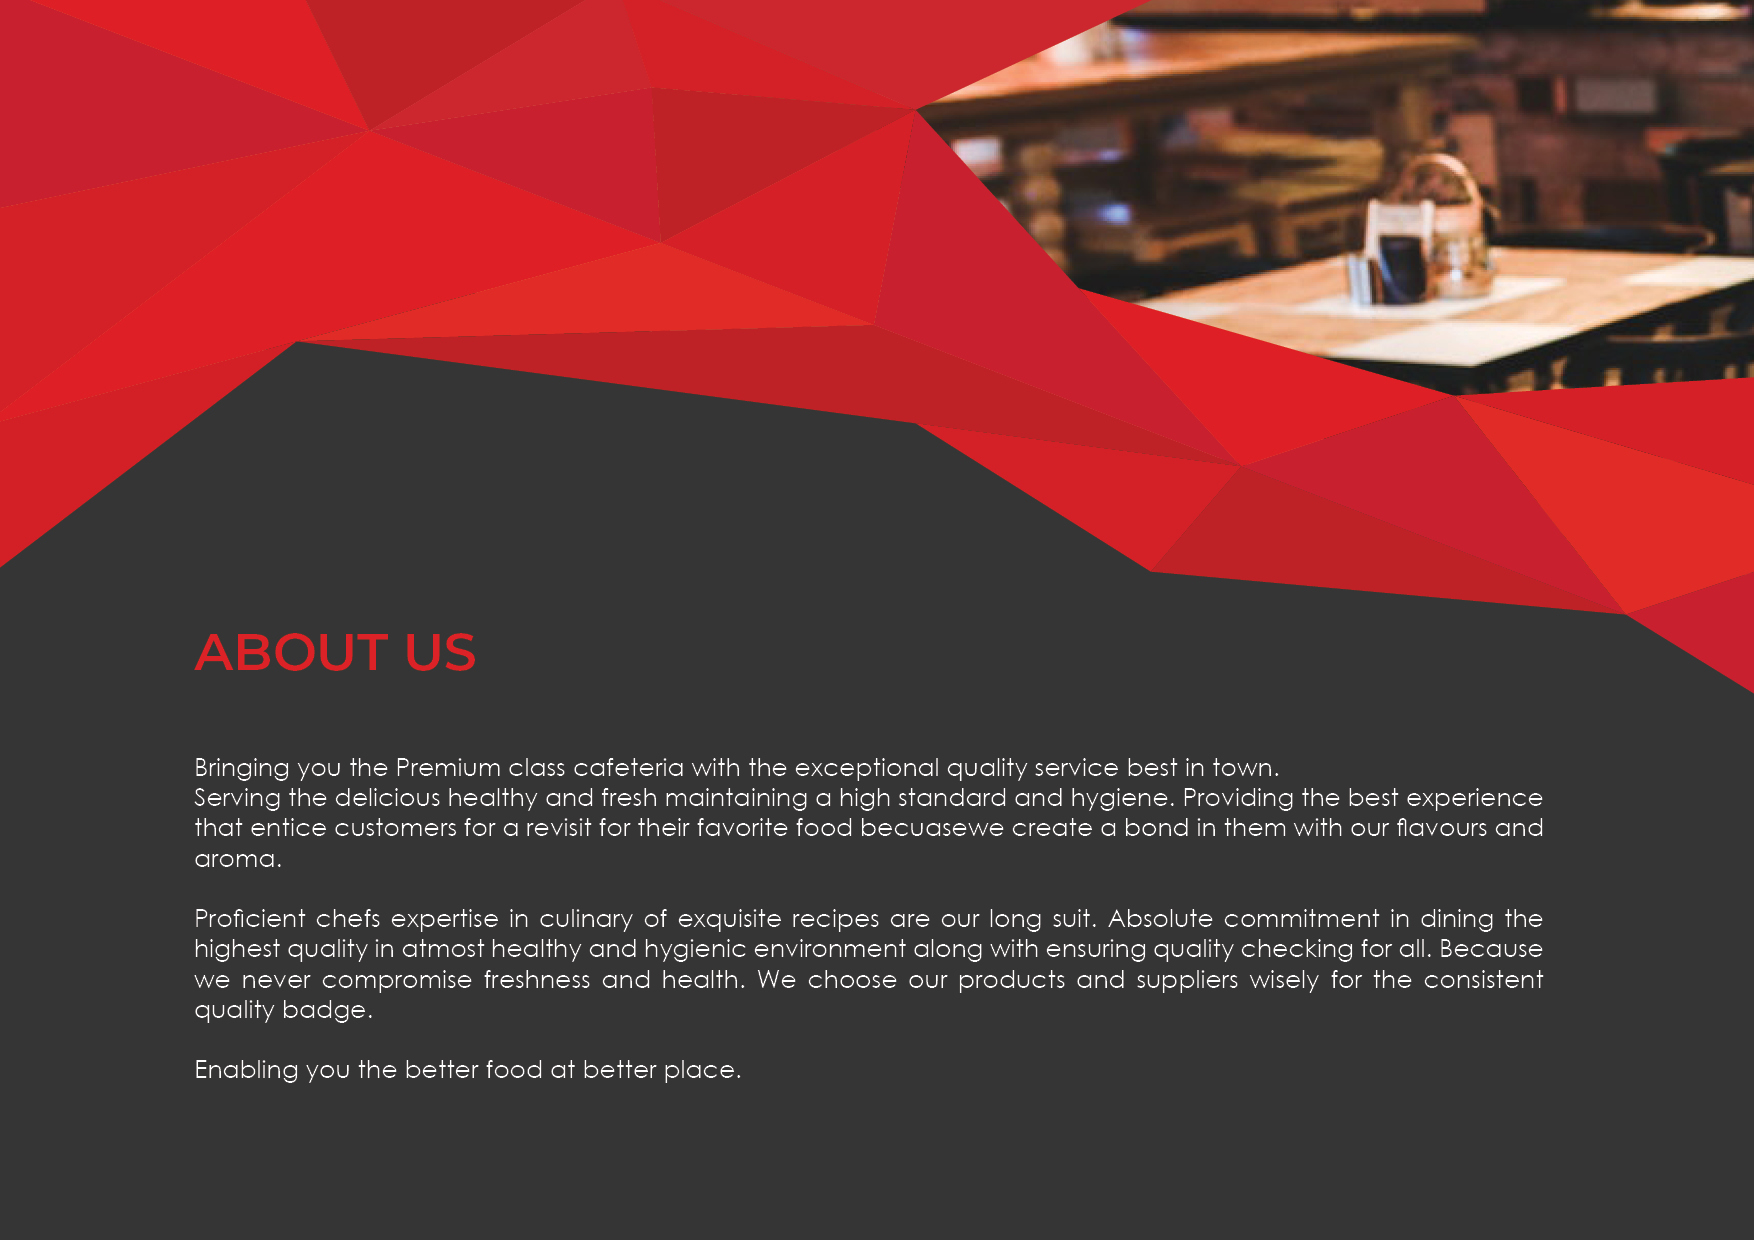 ABOUT US
Bringing you the Premium class cafeteria with the exceptional quality service best in town.
Serving the delicious healthy and fresh maintaining a high standard and hygiene. Providing the best experience
that entice customers for a revisit for their favorite food becuasewe create a bond in them with our flavours and
aroma.
Proficient chefs expertise in culinary of exquisite recipes are our long suit. Absolute commitment in dining the
highest quality in atmost healthy and hygienic environment along with ensuring quality checking for all. Because
we never compromise freshness and health. We choose our products and suppliers wisely for the consistent
quality badge.
Enabling you the better food at better place.